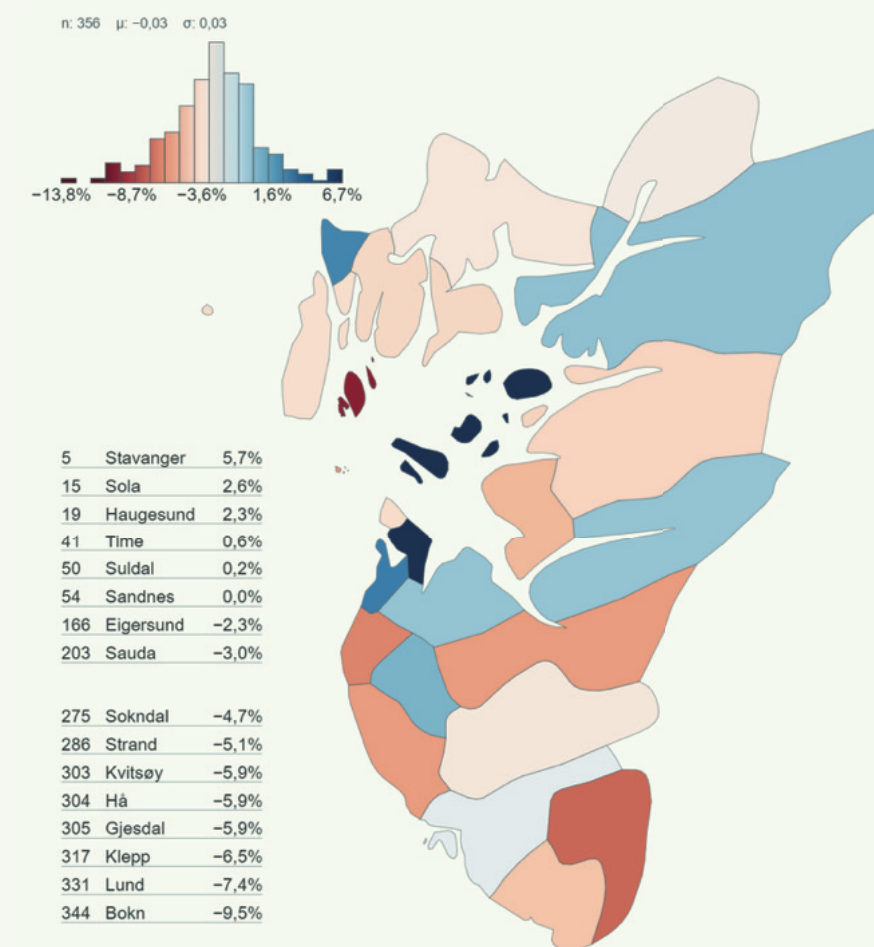 n: 356 μ: −0,03 σ: 0,03
−13,8% −8,7% −3,6% 1,6% 6,7%
5 Stavanger 5,7%
15 Sola 2,6%
19 Haugesund 2,3%
41 Time 0,6%
50 Suldal 0,2%
54 Sandnes 0,0%
166 Eigersund −2,3%
203 Sauda −3,0%
275 Sokndal −4,7%
286 Strand −5,1%
303 Kvitsøy −5,9%
304 Hå −5,9%
305 Gjesdal −5,9%
317 Klepp −6,5%
331 Lund −7,4%
344 Bokn −9,5%